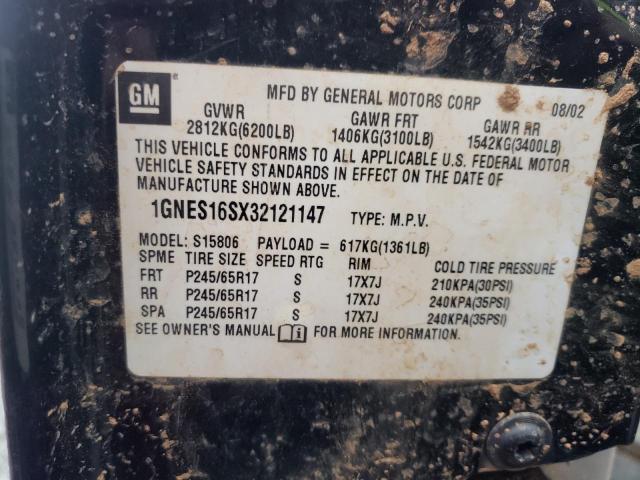 GM MFD BY GENERAL MOTORS CORP 08/02
GVWR GAWR FRT GAWR RR
2812KG(6200LB) 1406KG(3100LB) 1542KG(3400LB)
THIS VEHICLE CONFORMS TO ALL APPLICABLE U.S. FEDERAL MOTOR
VEHICLE SAFETY STANDARDS IN EFFECT ON THE DATE OF
MANUFACTURE SHOWN ABOVE.
1GNES16SX32121147 TYPE: M.P.V.
MODEL: S15806 PAYLOAD = 617KG(1361LB)
SPME TIRE SIZE SPEED RTG RIM COLD TIRE PRESSURE
FRT P245/65R17 S 17X7J 210KPA(30PSI)
RR P245/65R17 S 17X7J 240KPA(35PSI)
SPA P245/65R17 S 17X7J 240KPA(35PSI)
SEE OWNER'S MANUAL i FOR MORE INFORMATION.